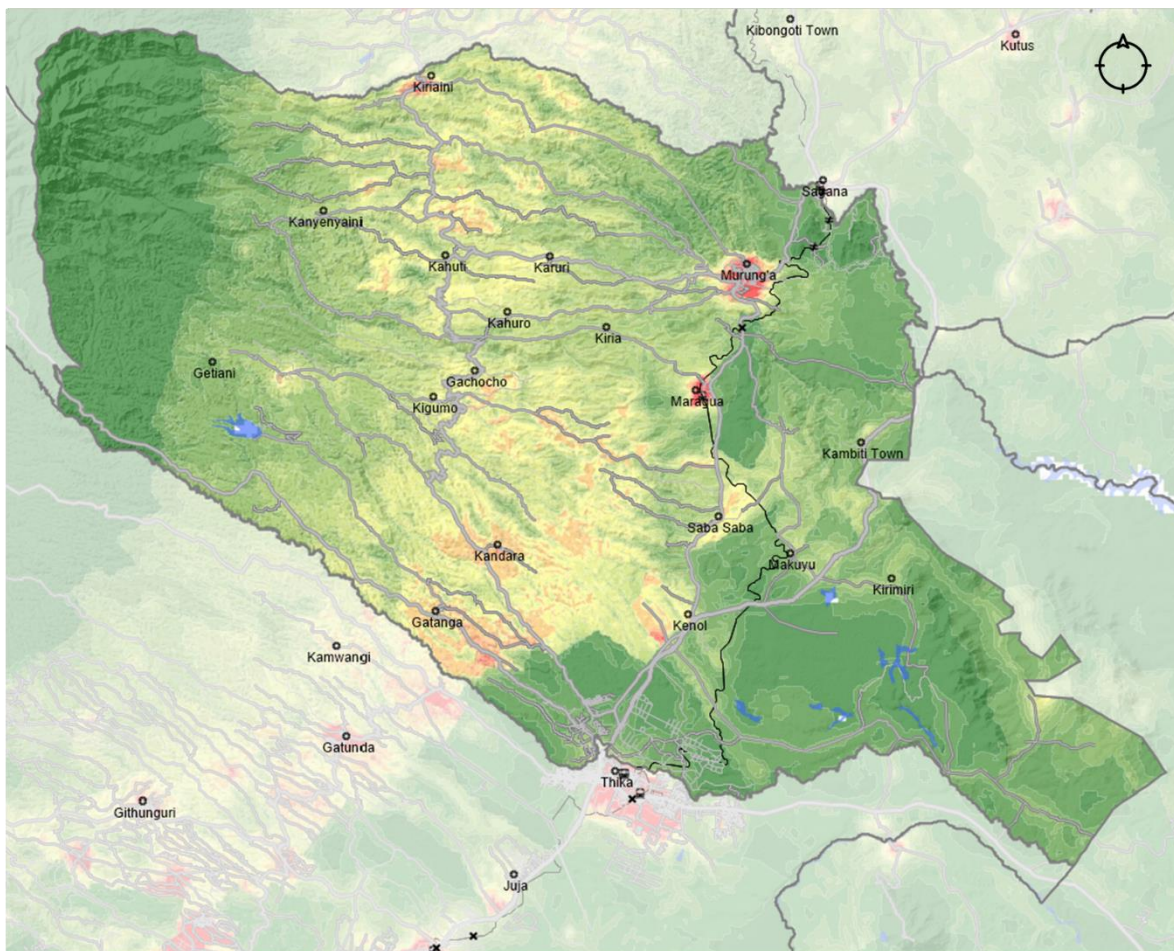 Kibongoti Town
Kutus
Kiriaini
Sagana
Kanyenyaini
Kahuti
Karuri
Murung'a
Kahuro
Kiria
Getiani
Gachocho
Kigumo
Maragua
Kambiti Town
Saba Saba
Kandara
Makuyu
Kirimiri
Gatanga
Kenol
Kamwangi
Gatunda
Thika
Githunguri
Juja